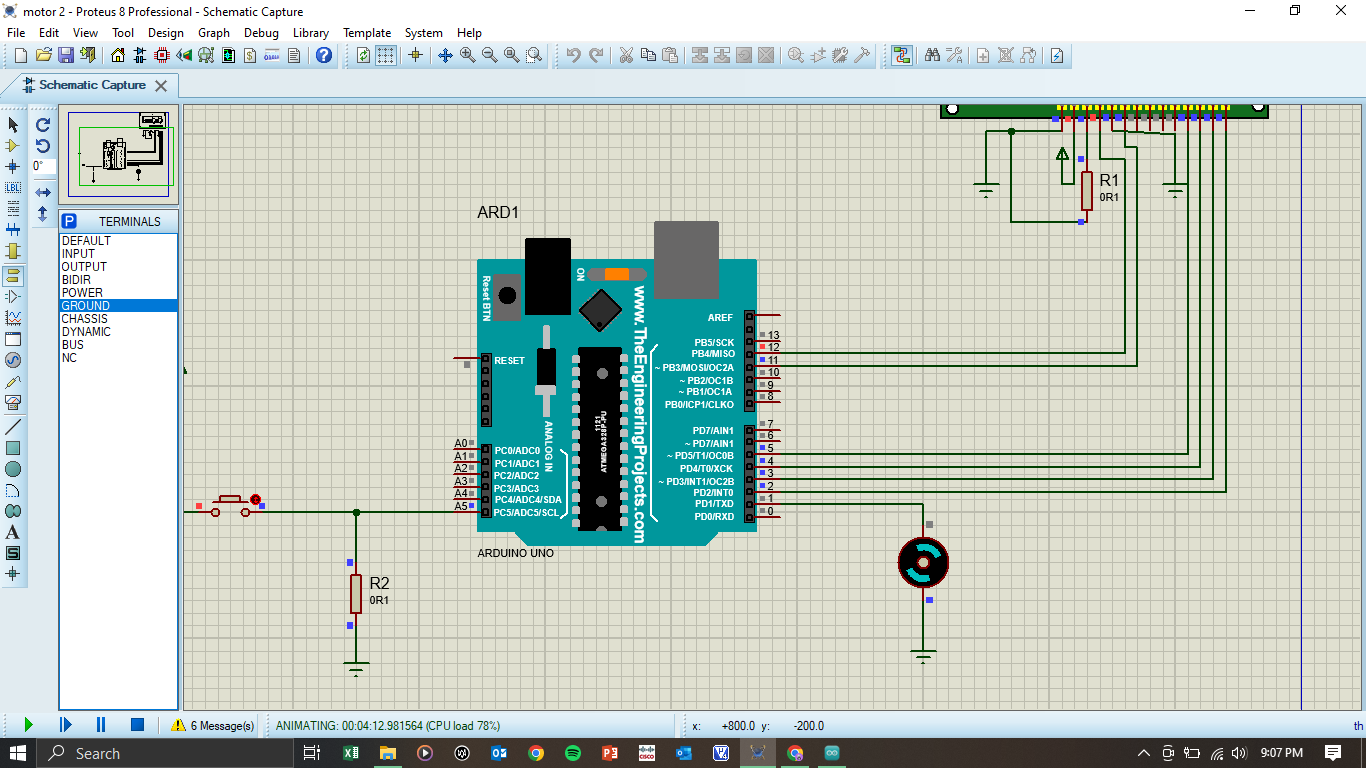 motor 2 - Proteus 8 Professional - Schematic Capture
File Edit View Tool Design Graph Debug Library Template System Help
Schematic Capture
0°
LBL
A
S
P TERMINALS
DEFAULT
INPUT
OUTPUT
BIDIR
POWER
GROUND
CHASSIS
DYNAMIC
BUS
NC
R1
0R1
ARD1
ON
Reset BTN
www.TheEngineeringProjects.com
ANALOG IN
1121
ATMEGA328P-PU
RESET
AREF
PB5/SCK 13
PB4/MISO 12
~ PB3/MOSI/OC2A 11
~ PB2/OC1B 10
~ PB1/OC1A 9
PB0/ICP1/CLKO 8
PD7/AIN1 7
~ PD7/AIN1 6
~ PD5/T1/OC0B 5
PD4/T0/XCK 4
~ PD3/INT1/OC2B 3
PD2/INT0 2
PD1/TXD 1
PD0/RXD 0
A0 PC0/ADC0
A1 PC1/ADC1
A2 PC2/ADC2
A3 PC3/ADC3
A4 PC4/ADC4/SDA
A5 PC5/ADC5/SCL
ARDUINO UNO
R2
0R1
6 Message(s)
ANIMATING: 00:04:12.981564 (CPU load 78%)
x: +800.0 y: -200.0
th
Search
9:07 PM